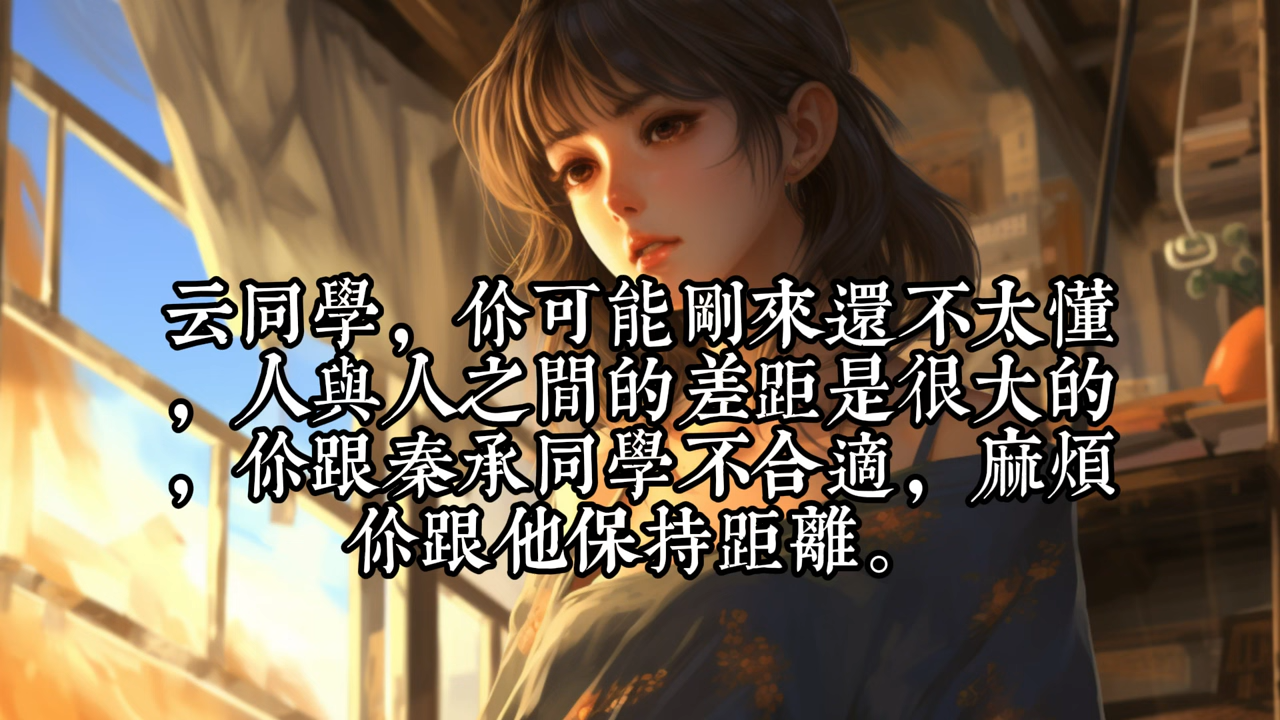 云同學，你可能剛來還不太懂
，人與人之間的差距是很大的
，你跟秦承同學不合適，麻煩
你跟他保持距離。